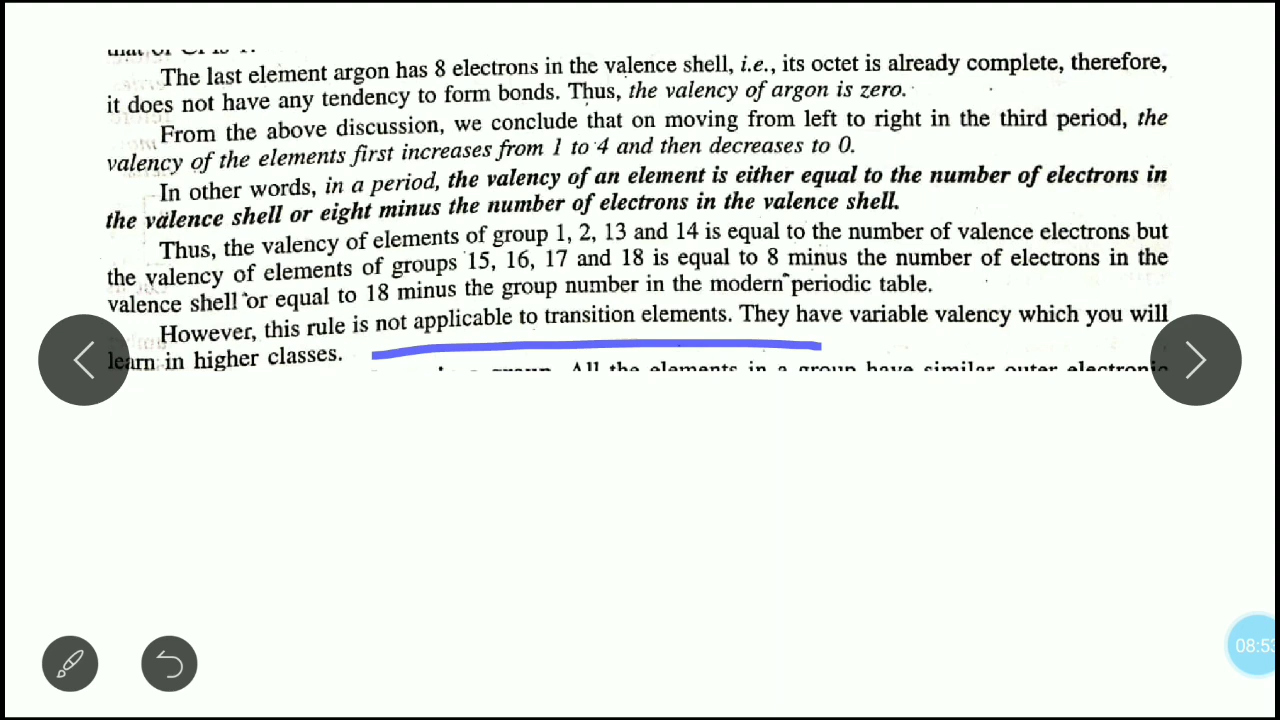 The last element argon has 8 electrons in the valence shell, i.e., its octet is already complete, therefore,
it does not have any tendency to form bonds. Thus, the valency of argon is zero.
From the above discussion, we conclude that on moving from left to right in the third period, the
valency of the elements first increases from 1 to 4 and then decreases to 0.
In other words, in a period, the valency of an element is either equal to the number of electrons in
the valence shell or eight minus the number of electrons in the valence shell.
Thus, the valency of elements of group 1, 2, 13 and 14 is equal to the number of valence electrons but
the valency of elements of groups 15, 16, 17 and 18 is equal to 8 minus the number of electrons in the
valence shell or equal to 18 minus the group number in the modern periodic table.
However, this rule is not applicable to transition elements. They have variable valency which you will
learn in higher classes.
All the elements in a group have similar outer electronic
08:53